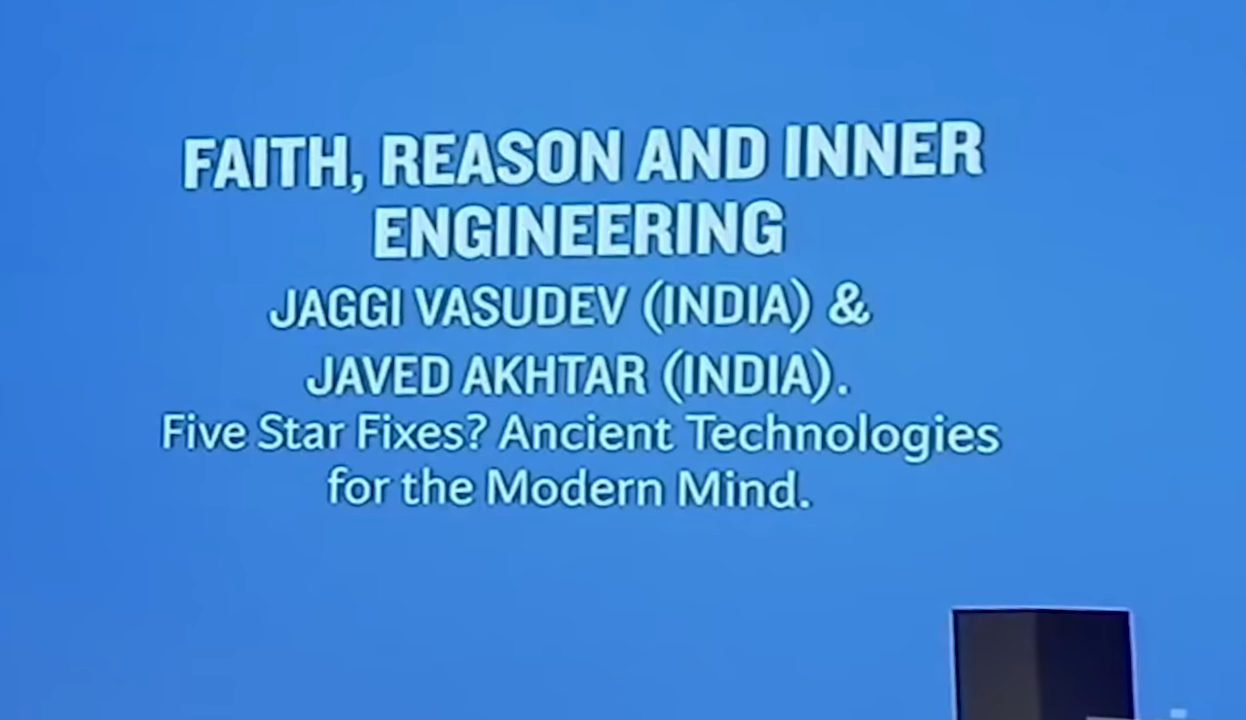 FAITH, REASON AND INNER
ENGINEERING
JAGGI VASUDEV (INDIA) &
JAVED AKHTAR (INDIA).
Five Star Fixes? Ancient Technologies
for the Modern Mind.